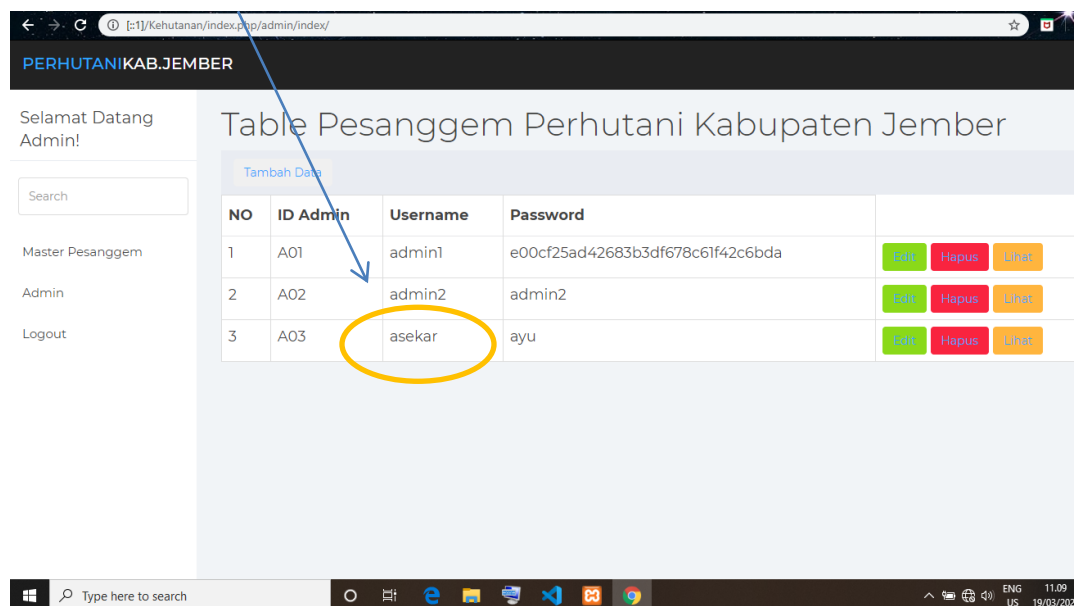 [::1]/Kehutanan/index.php/admin/index/
PERHUTANIKAB.JEMBER
Selamat Datang
Admin!
Search
Master Pesanggem
Admin
Logout
Table Pesanggem Perhutani Kabupaten Jember
Tambah Data
NO ID Admin Username Password
1 A01 admin1 e00cf25ad42683b3df678c61f42c6bda Edit Hapus Lihat
2 A02 admin2 admin2 Edit Hapus Lihat
3 A03 asekar ayu Edit Hapus Lihat
Type here to search
ENG 11.09
US 19/03/202